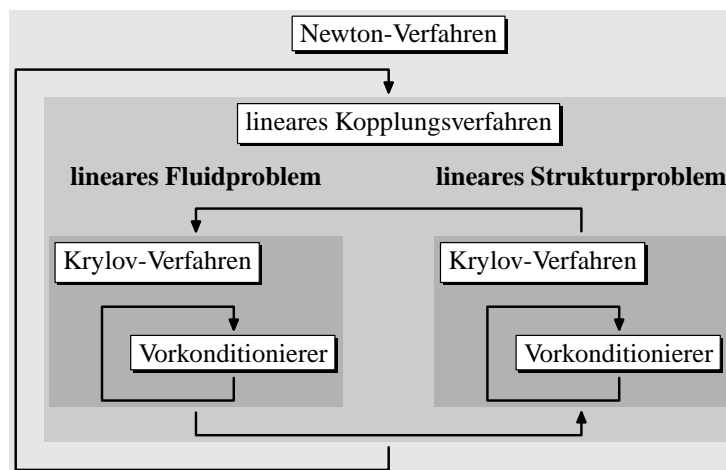 Newton-Verfahren
lineares Kopplungsverfahren
lineares Fluidproblem
lineares Strukturproblem
Krylov-Verfahren
Krylov-Verfahren
Vorkonditionierer
Vorkonditionierer